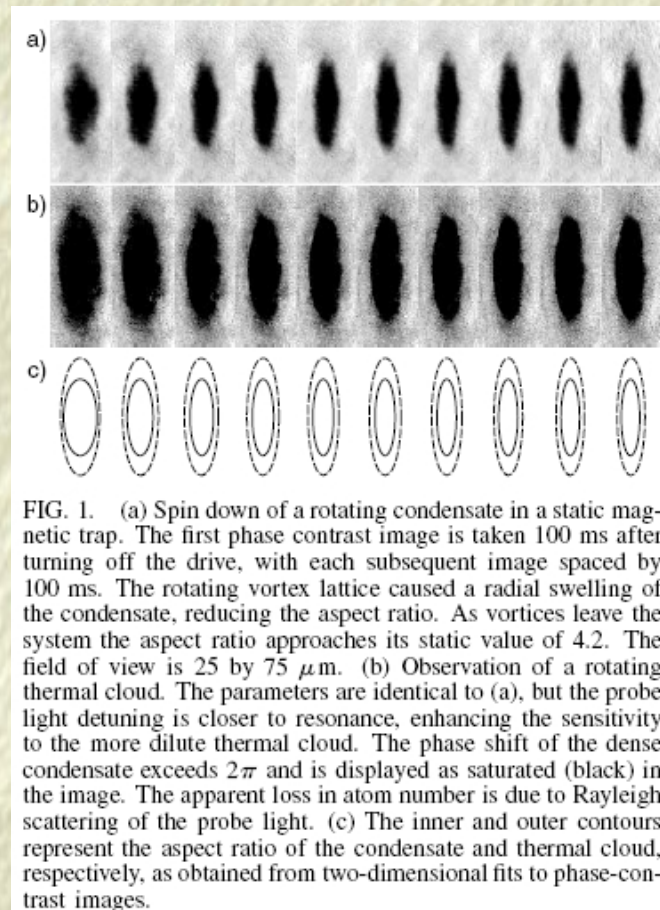 a)
b)
c)
FIG. 1. (a) Spin down of a rotating condensate in a static mag-
netic trap. The first phase contrast image is taken 100 ms after
turning off the drive, with each subsequent image spaced by
100 ms. The rotating vortex lattice caused a radial swelling of
the condensate, reducing the aspect ratio. As vortices leave the
system the aspect ratio approaches its static value of 4.2. The
field of view is 25 by 75 μm. (b) Observation of a rotating
thermal cloud. The parameters are identical to (a), but the probe
light detuning is closer to resonance, enhancing the sensitivity
to the more dilute thermal cloud. The phase shift of the dense
condensate exceeds 2π and is displayed as saturated (black) in
the image. The apparent loss in atom number is due to Rayleigh
scattering of the probe light. (c) The inner and outer contours
represent the aspect ratio of the condensate and thermal cloud,
respectively, as obtained from two-dimensional fits to phase-con-
trast images.